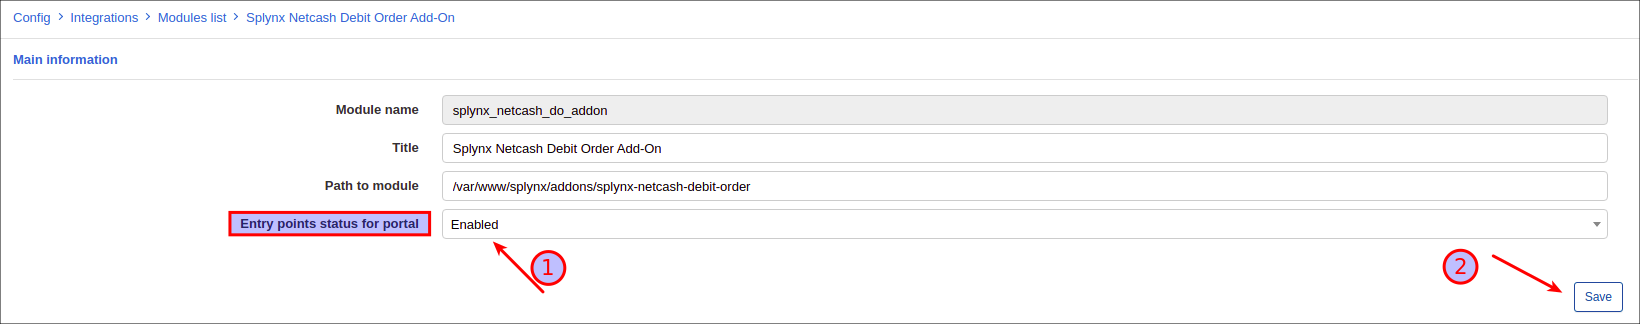 Config > Integrations > Modules list > Splynx Netcash Debit Order Add-On
Main information
Module name splynx_netcash_do_addon
Title Splynx Netcash Debit Order Add-On
Path to module /var/www/splynx/addons/splynx-netcash-debit-order
Entry points status for portal Enabled
1
2
Save